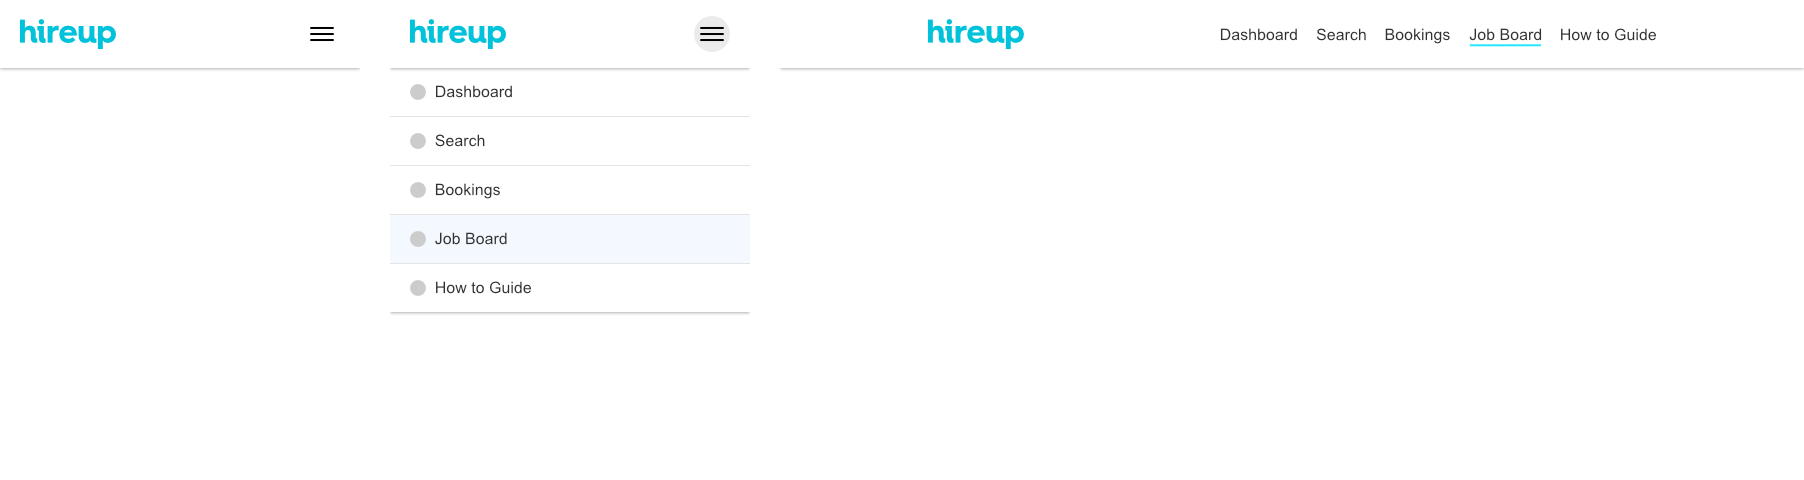 hireup
hireup
Dashboard
Search
Bookings
Job Board
How to Guide
hireup
Dashboard Search Bookings Job Board How to Guide